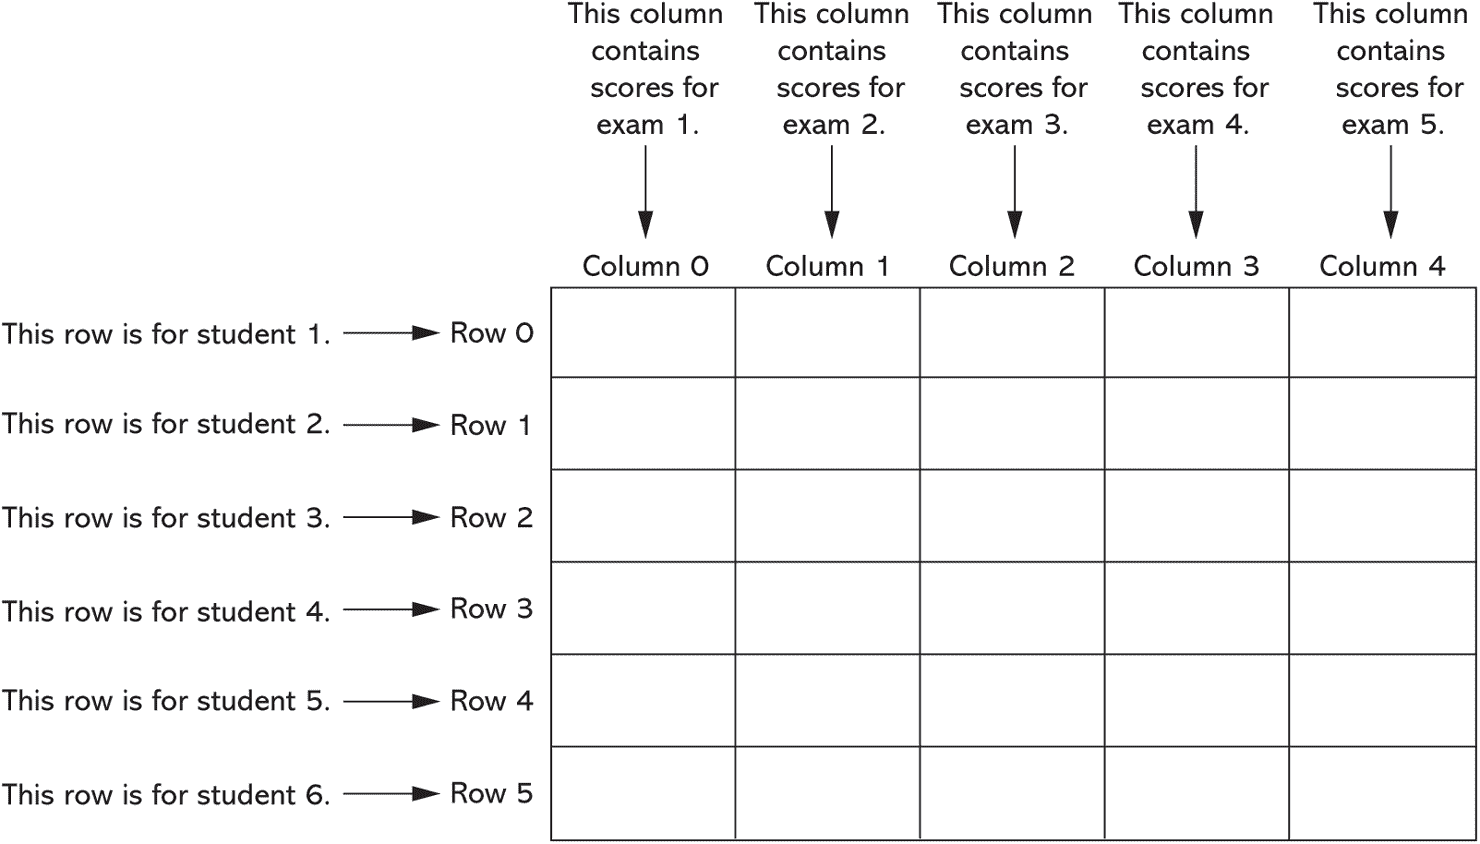 This column This column This column This column This column
contains contains contains contains contains
scores for scores for scores for scores for scores for
exam 1. exam 2. exam 3. exam 4. exam 5.
Column 0 Column 1 Column 2 Column 3 Column 4
This row is for student 1. Row 0
This row is for student 2. Row 1
This row is for student 3. Row 2
This row is for student 4. Row 3
This row is for student 5. Row 4
This row is for student 6. Row 5